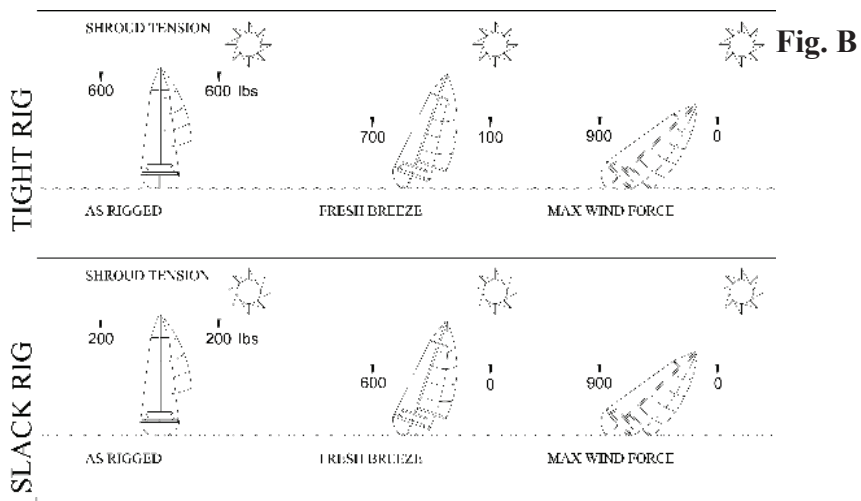 Fig. B
TIGHT RIG
SHROUD TENSION
600 600 lbs 700 100 900 0
AS RIGGED FRESH BREEZE MAX WIND FORCE
SLACK RIG
SHROUD TENSION
200 200 lbs 600 0 900 0
AS RIGGED FRESH BREEZE MAX WIND FORCE